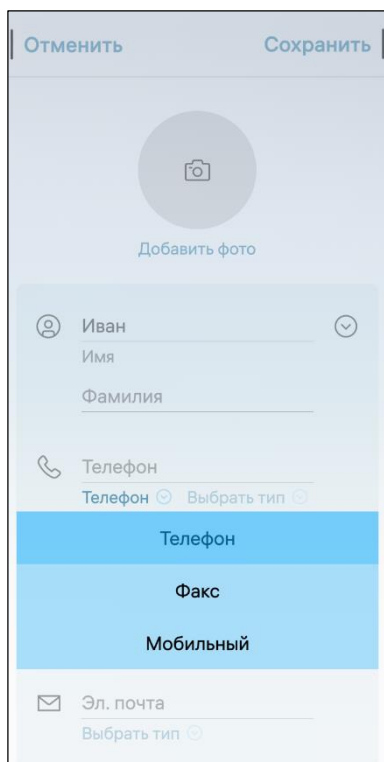 Отменить Сохранить
Добавить фото
Иван
Имя
Фамилия
Телефон
Телефон Выбрать тип
Телефон
Факс
Мобильный
Эл. почта
Выбрать тип